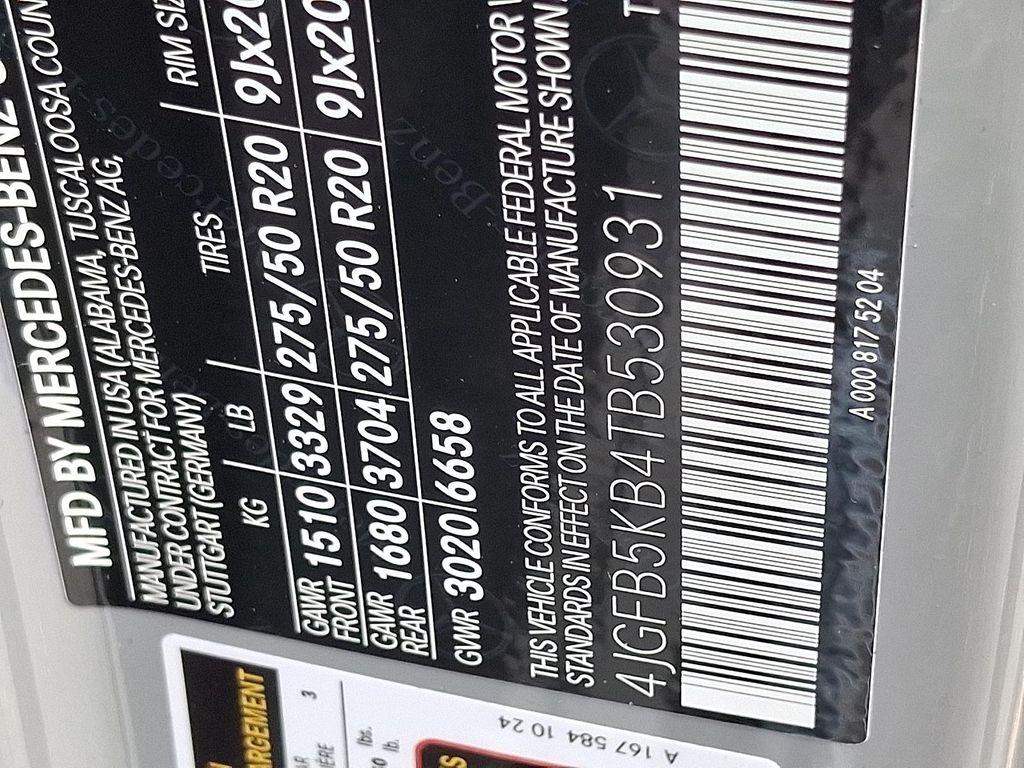 MFD BY MERCEDES-BENZ
MANUFACTURED IN USA (ALABAMA, TUSCALOOSA
UNDER CONTRACT FOR MERCEDES-BENZ AG,
STUTTGART (GERMANY)
KG LB TIRES RIM
GAWR FRONT 1510 3329 275/50 R20 9Jx20
GAWR REAR 1680 3704 275/50 R20 9Jx20
GVWR 3020/6658
THIS VEHICLE CONFORMS TO ALL APPLICABLE FEDERAL MOTOR
STANDARDS IN EFFECT ON THE DATE OF MANUFACTURE SHOWN
4JGFB5KB4TB530931
A 000 817 52 04
3
lbs.
lb.
A 167 584 10 24